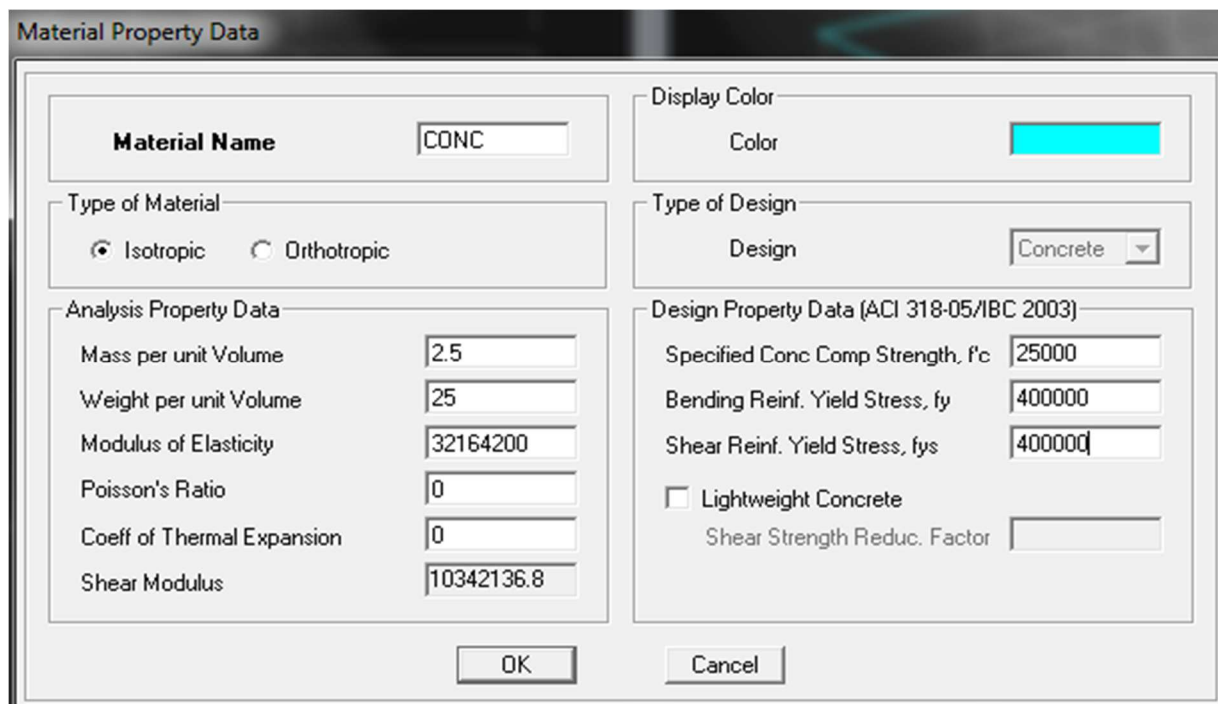 Material Property Data
Material Name CONC
Display Color
Color
Type of Material
Isotropic Orthotropic
Type of Design
Design Concrete
Analysis Property Data
Mass per unit Volume 2.5
Weight per unit Volume 25
Modulus of Elasticity 32164200
Poisson's Ratio 0
Coeff of Thermal Expansion 0
Shear Modulus 10342136.8
Design Property Data (ACI 318-05/IBC 2003)
Specified Conc Comp Strength, f'c 25000
Bending Reinf. Yield Stress, fy 400000
Shear Reinf. Yield Stress, fys 400000
Lightweight Concrete
Shear Strength Reduc. Factor
OK Cancel